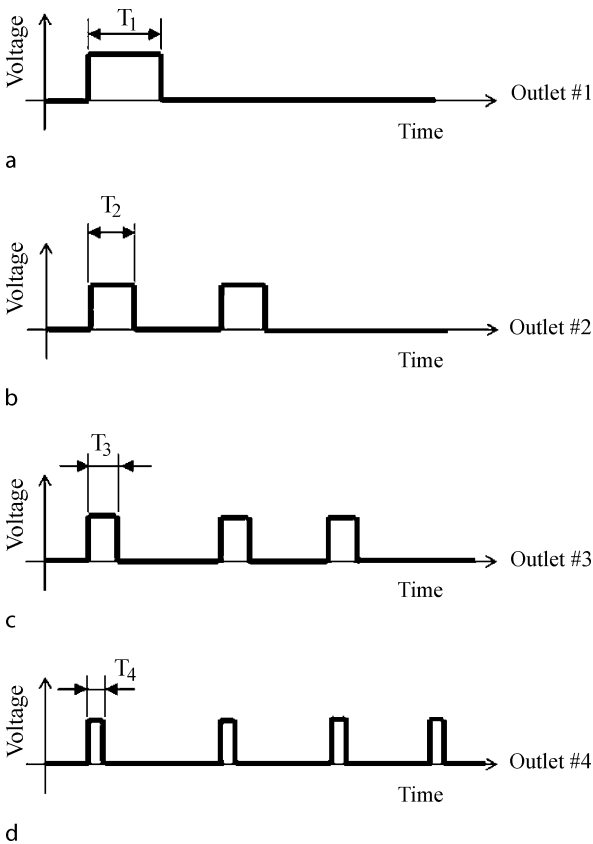 T1
Voltage
Outlet #1
Time
a
T2
Voltage
Outlet #2
Time
b
T3
Voltage
Outlet #3
Time
c
T4
Voltage
Outlet #4
Time
d